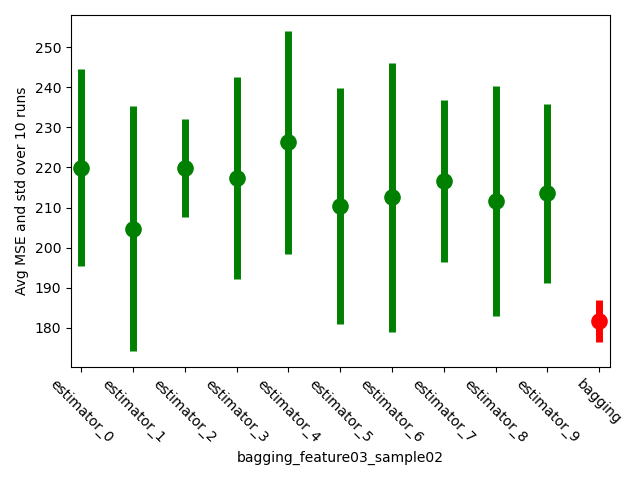 Avg MSE and std over 10 runs
250
240
230
220
210
200
190
180
estimator_0
estimator_1
estimator_2
estimator_3
estimator_4
estimator_5
estimator_6
estimator_7
estimator_8
estimator_9
bagging
bagging_feature03_sample02